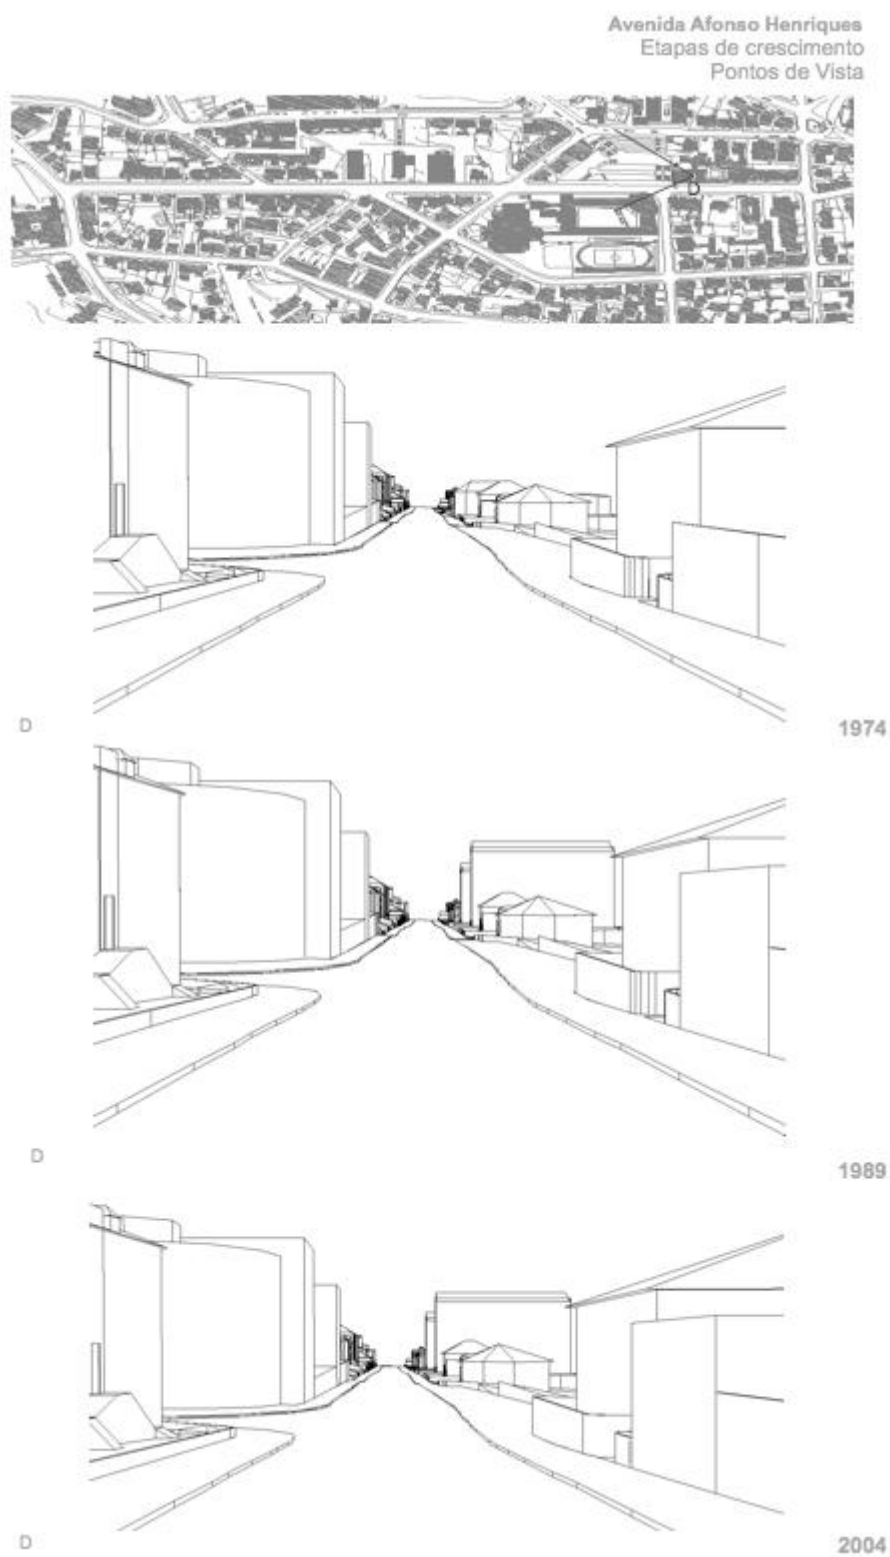 Avenida Afonso Henriques
Etapas de crescimento
Pontos de Vista
D
D
1974
D
1989
D
2004